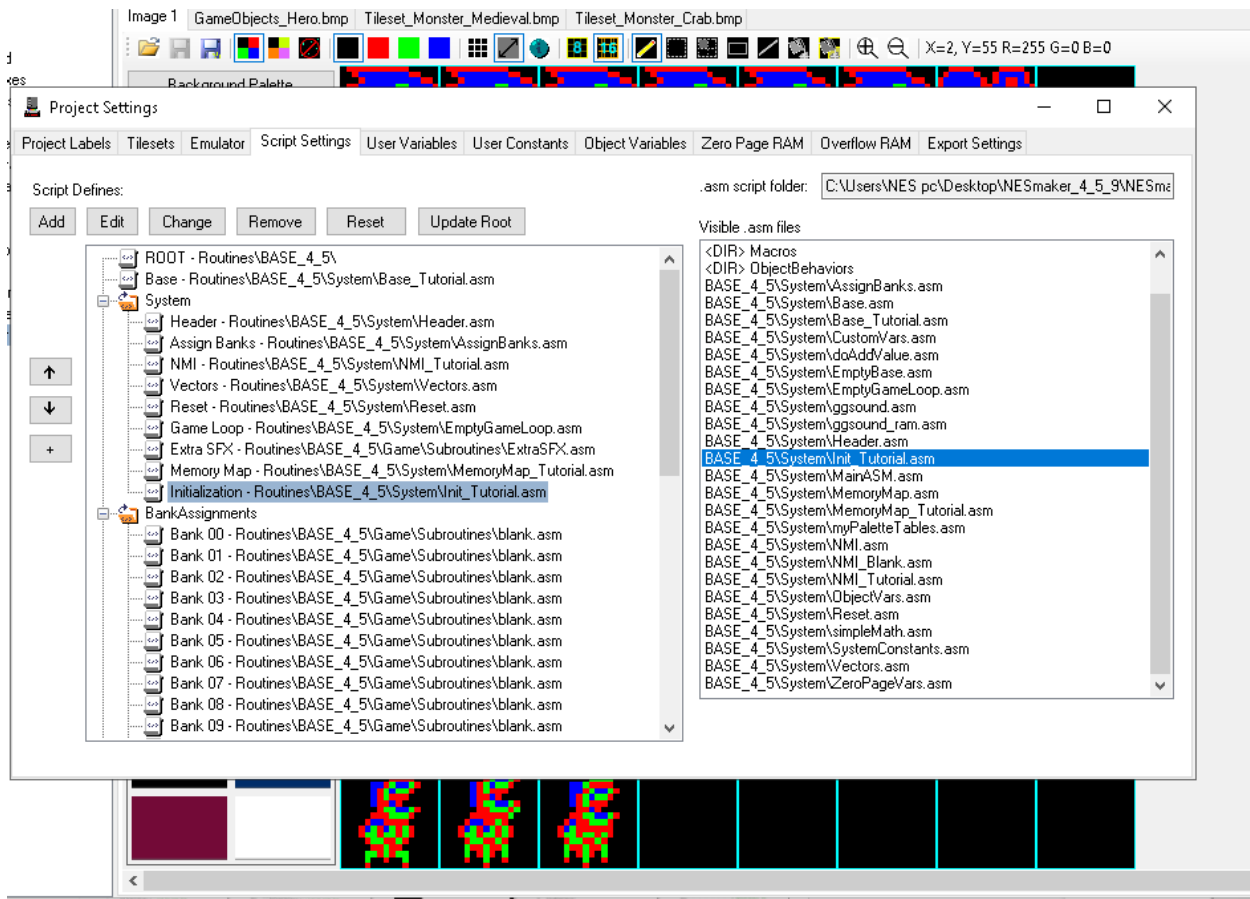 Image 1 GameObjects_Hero.bmp Tileset_Monster_Medieval.bmp Tileset_Monster_Crab.bmp
8 16 X=2, Y=55 R=255 G=0 B=0
Background Palette
Project Settings
Project Labels Tilesets Emulator Script Settings User Variables User Constants Object Variables Zero Page RAM Overflow RAM Export Settings
Script Defines:
.asm script folder: C:\Users\NES pc\Desktop\NESmaker_4_5_9\NESma
Add Edit Change Remove Reset Update Root
Visible .asm files
ROOT - Routines\BASE_4_5\
Base - Routines\BASE_4_5\System\Base_Tutorial.asm
System
Header - Routines\BASE_4_5\System\Header.asm
Assign Banks - Routines\BASE_4_5\System\AssignBanks.asm
NMI - Routines\BASE_4_5\System\NMI_Tutorial.asm
Vectors - Routines\BASE_4_5\System\Vectors.asm
Reset - Routines\BASE_4_5\System\Reset.asm
Game Loop - Routines\BASE_4_5\System\EmptyGameLoop.asm
Extra SFX - Routines\BASE_4_5\Game\Subroutines\ExtraSFX.asm
Memory Map - Routines\BASE_4_5\System\MemoryMap_Tutorial.asm
Initialization - Routines\BASE_4_5\System\Init_Tutorial.asm
BankAssignments
Bank 00 - Routines\BASE_4_5\Game\Subroutines\blank.asm
Bank 01 - Routines\BASE_4_5\Game\Subroutines\blank.asm
Bank 02 - Routines\BASE_4_5\Game\Subroutines\blank.asm
Bank 03 - Routines\BASE_4_5\Game\Subroutines\blank.asm
Bank 04 - Routines\BASE_4_5\Game\Subroutines\blank.asm
Bank 05 - Routines\BASE_4_5\Game\Subroutines\blank.asm
Bank 06 - Routines\BASE_4_5\Game\Subroutines\blank.asm
Bank 07 - Routines\BASE_4_5\Game\Subroutines\blank.asm
Bank 08 - Routines\BASE_4_5\Game\Subroutines\blank.asm
Bank 09 - Routines\BASE_4_5\Game\Subroutines\blank.asm
<DIR> Macros
<DIR> ObjectBehaviors
BASE_4_5\System\AssignBanks.asm
BASE_4_5\System\Base.asm
BASE_4_5\System\Base_Tutorial.asm
BASE_4_5\System\CustomVars.asm
BASE_4_5\System\doAddValue.asm
BASE_4_5\System\EmptyBase.asm
BASE_4_5\System\EmptyGameLoop.asm
BASE_4_5\System\ggsound.asm
BASE_4_5\System\ggsound_ram.asm
BASE_4_5\System\Header.asm
BASE_4_5\System\Init_Tutorial.asm
BASE_4_5\System\MainASM.asm
BASE_4_5\System\MemoryMap.asm
BASE_4_5\System\MemoryMap_Tutorial.asm
BASE_4_5\System\myPaletteTables.asm
BASE_4_5\System\NMI.asm
BASE_4_5\System\NMI_Blank.asm
BASE_4_5\System\NMI_Tutorial.asm
BASE_4_5\System\ObjectVars.asm
BASE_4_5\System\Reset.asm
BASE_4_5\System\simpleMath.asm
BASE_4_5\System\SystemConstants.asm
BASE_4_5\System\Vectors.asm
BASE_4_5\System\ZeroPageVars.asm